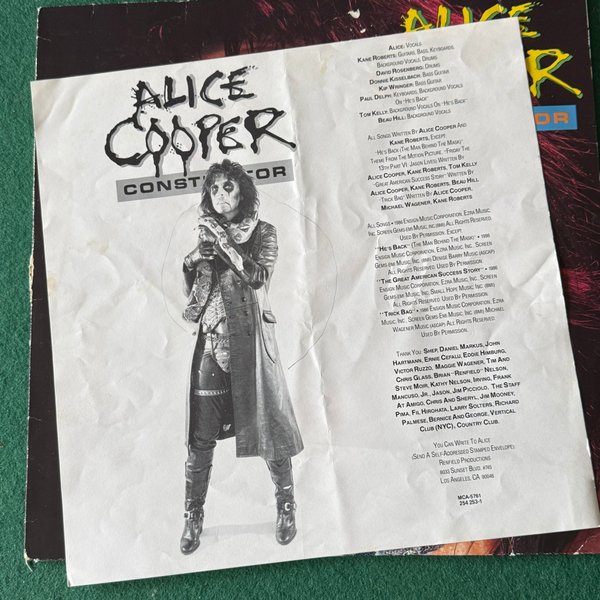 ALICE
COOPER
CONSTRICTOR
ALICE
COOPER
ALICE: VOCALS
KANE ROBERTS: GUITARS, BASS, KEYBOARDS,
BACKGROUND VOCALS, DRUMS
DAVID ROSENBERG: DRUMS
DONNIE KISSELBACH: BASS GUITAR
KIP WINGER: BASS GUITAR
PAUL DELPH: KEYBOARDS, BACKGROUND VOCALS
ON "HE'S BACK"
TOM KELLY: BACKGROUND VOCALS ON "HE'S BACK"
BEAU HILL: BACKGROUND VOCALS
ALL SONGS WRITTEN BY ALICE COOPER AND
KANE ROBERTS, EXCEPT:
"HE'S BACK (THE MAN BEHIND THE MASK)"
THEME FROM THE MOTION PICTURE, "FRIDAY THE
13TH PART VI: JASON LIVES) WRITTEN BY
ALICE COOPER, KANE ROBERTS, TOM KELLY
"GREAT AMERICAN SUCCESS STORY" WRITTEN BY
ALICE COOPER, KANE ROBERTS, BEAU HILL
"TRICK BAG" WRITTEN BY ALICE COOPER,
MICHAEL WAGENER, KANE ROBERTS
ALL SONGS • 1986 ENSIGN MUSIC CORPORATION, EZRA MUSIC,
INC. SCREEN GEMS-EMI MUSIC, INC. (BMI) ALL RIGHTS RESERVED.
USED BY PERMISSION. EXCEPT:
"HE'S BACK" (THE MAN BEHIND THE MASK) • 1986
ENSIGN MUSIC CORPORATION, EZRA MUSIC, INC. SCREEN
GEMS-EMI MUSIC, INC. (BMI) DENISE BARRY MUSIC (ASCAP)
ALL RIGHTS RESERVED. USED BY PERMISSION.
"THE GREAT AMERICAN SUCCESS STORY" • 1986
ENSIGN MUSIC CORPORATION, EZRA MUSIC, INC. SCREEN
GEMS-EMI MUSIC, INC. SMALL HOPE MUSIC, INC. (BMI)
ALL RIGHTS RESERVED. USED BY PERMISSION.
"TRICK BAG" • 1986 ENSIGN MUSIC CORPORATION, EZRA
MUSIC, INC. SCREEN GEMS-EMI MUSIC, INC. (BMI) MICHAEL
WAGENER MUSIC (ASCAP). ALL RIGHTS RESERVED.
USED BY PERMISSION.
THANK YOU: SHEP, DANIEL MARKUS, JOHN
HARTMANN, ERNIE CEFALU, EDDIE HIMBURG,
VICTOR RUZZO, MAGGIE WAGENER, TIM AND
CHRIS GLASS, BRIAN "RENFIELD" NELSON,
STEVE MOIR, KATHY NELSON, IRVING, FRANK
MANCUSO, JR., JASON, JIM PICCIOLO, THE STAFF
AT AMIGO, CHRIS AND SHERYL, JIM MOONEY,
PIMA, FIL HIROHATA, LARRY SOLTERS, RICHARD
PALMESE, BERNICE AND GEORGE, VERTICAL
CLUB (NYC), COUNTRY CLUB.
YOU CAN WRITE TO ALICE
(SEND A SELF-ADDRESSED STAMPED ENVELOPE)
RENFIELD PRODUCTIONS
8033 SUNSET BLVD. #745
LOS ANGELES, CA 90046
MCA-5761
254 253-1